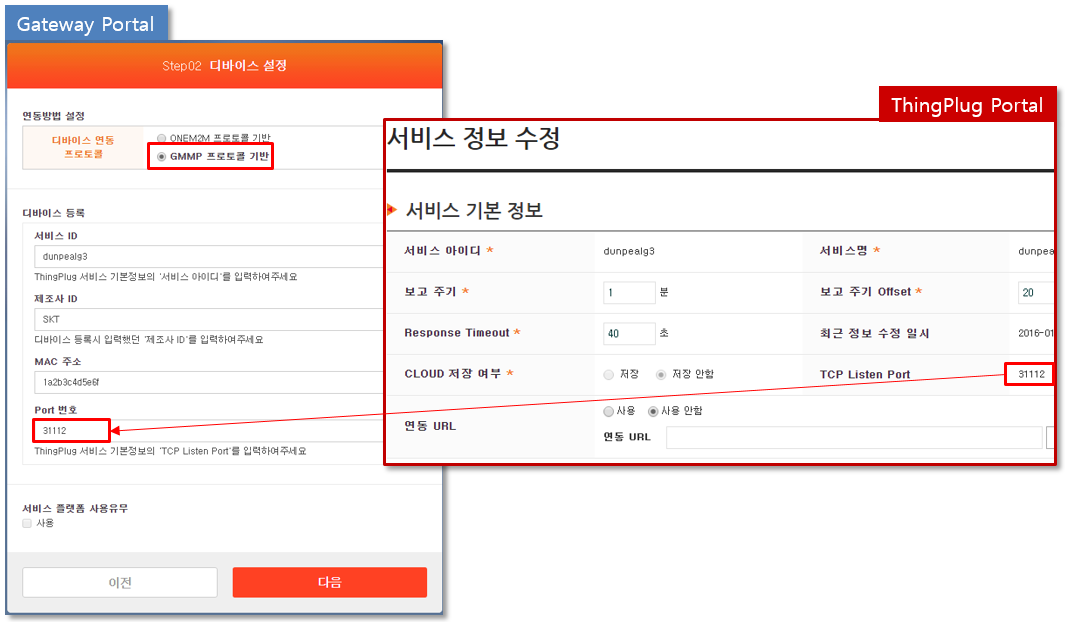 Gateway Portal
Step02 디바이스 설정
연동방법 설정
디바이스 연동
프로토콜
ONEM2M 프로토콜 기반
GMMP 프로토콜 기반
디바이스 등록
서비스 ID
dunpealg3
ThingPlug 서비스 기본정보의 '서비스 아이디'를 입력하여주세요
제조사 ID
SKT
디바이스 등록시 입력했던 '제조사 ID'를 입력하여주세요
MAC 주소
1a2b3c4d5e6f
Port 번호
31112
ThingPlug 서비스 기본정보의 'TCP Listen Port'를 입력하여주세요
서비스 플랫폼 사용유무
사용
이전
다음
ThingPlug Portal
서비스 정보 수정
서비스 기본 정보
서비스 아이디 * dunpealg3 서비스명 * dunpea
보고 주기 * 1 분 보고 주기 Offset * 20
Response Timeout * 40 초 최근 정보 수정 일시 2016-01
CLOUD 저장 여부 * 저장 저장 안함 TCP Listen Port 31112
연동 URL 사용 사용 안함
연동 URL